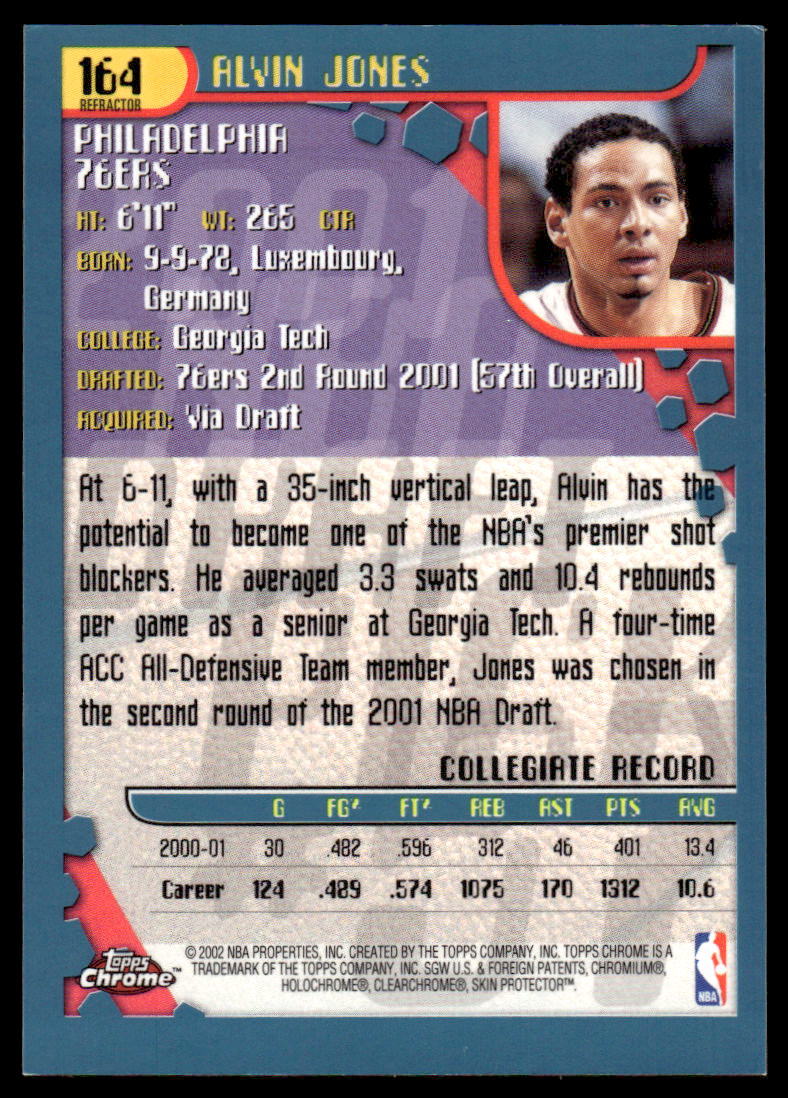 164
REFRACTOR
ALVIN JONES
PHILADELPHIA
76ERS
HT: 6'11" WT: 265 CTR
BORN: 9-9-78, Luxembourg,
Germany
COLLEGE: Georgia Tech
DRAFTED: 76ers 2nd Round 2001 (57th Overall)
ACQUIRED: Via Draft
At 6-11, with a 35-inch vertical leap, Alvin has the
potential to become one of the NBA's premier shot
blockers. He averaged 3.3 swats and 10.4 rebounds
per game as a senior at Georgia Tech. A four-time
ACC All-Defensive Team member, Jones was chosen in
the second round of the 2001 NBA Draft.
COLLEGIATE RECORD
G FG% FT% REB AST PTS AVG
2000-01 30 .482 .596 312 46 401 13.4
Career 124 .489 .574 1075 170 1312 10.6
© 2002 NBA PROPERTIES, INC. CREATED BY THE TOPPS COMPANY, INC. TOPPS CHROME IS A
TRADEMARK OF THE TOPPS COMPANY, INC. SGW U.S. & FOREIGN PATENTS, CHROMIUM®,
HOLOCHROME®, CLEARCHROME®, SKIN PROTECTOR™.
Topps
Chrome™
NBA